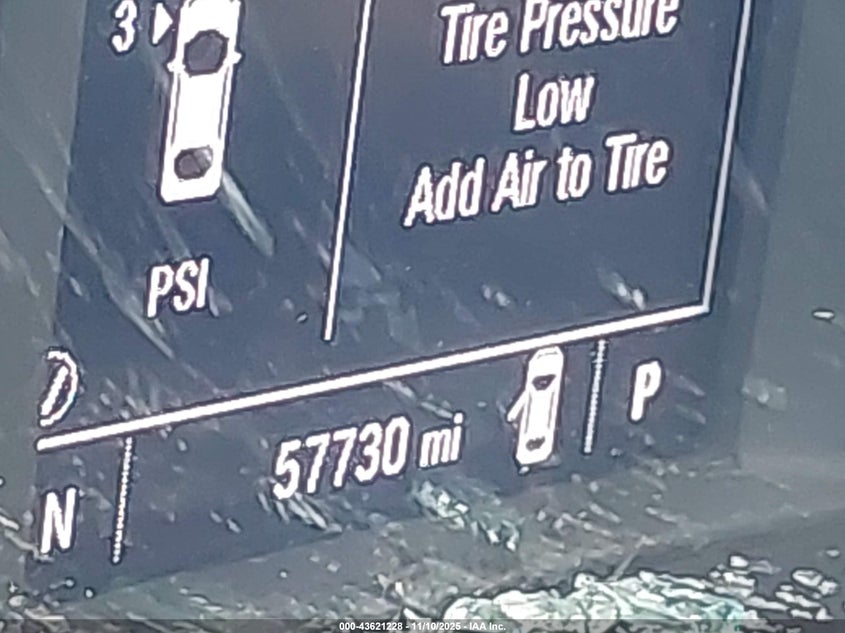 3
Tire Pressure
Low
Add Air to Tire
PSI
N
57730 mi
P
000-43621228 - 11/10/2025 - IAA Inc.